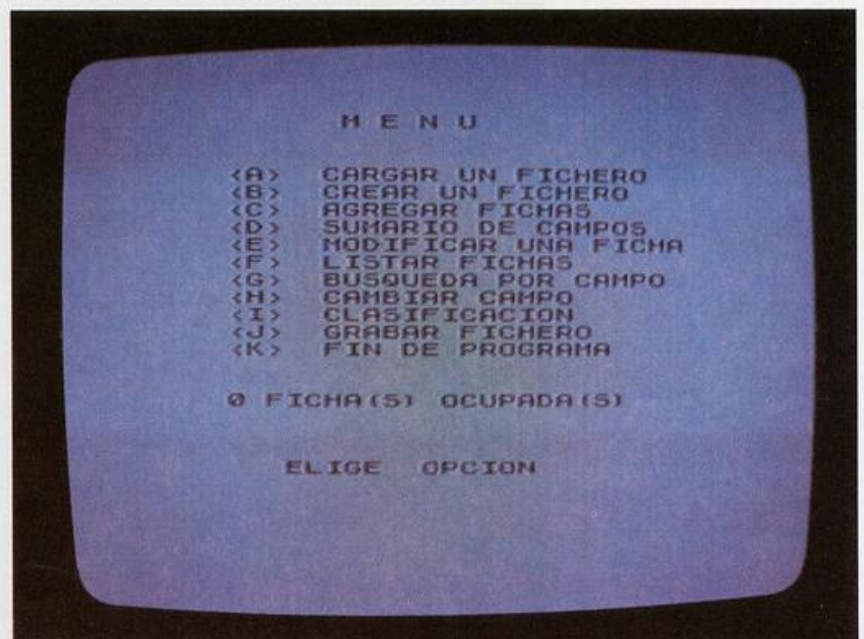 M E N U
<A> CARGAR UN FICHERO
<B> CREAR UN FICHERO
<C> AGREGAR FICHAS
<D> SUMARIO DE CAMPOS
<E> MODIFICAR UNA FICHA
<F> LISTAR FICHAS
<G> BUSQUEDA POR CAMPO
<H> CAMBIAR CAMPO
<I> CLASIFICACION
<J> GRABAR FICHERO
<K> FIN DE PROGRAMA
0 FICHA(S) OCUPADA(S)
ELIGE OPCION